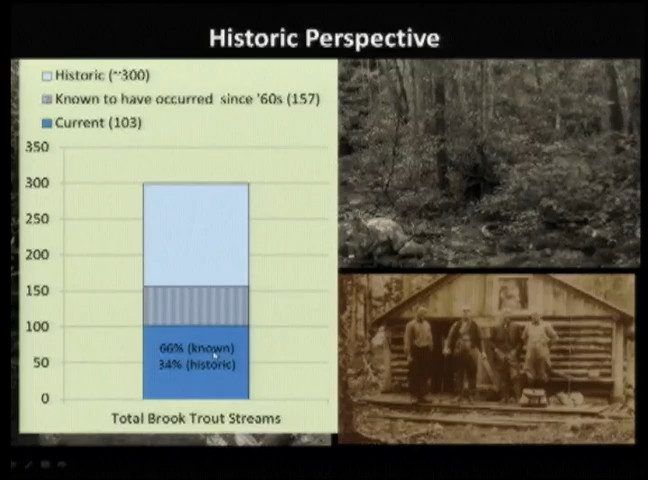 Historic Perspective
Historic (~300)
Known to have occurred since '60s (157)
Current (103)
350
300
250
200
150
100
50
0
66% (known)
34% (historic)
Total Brook Trout Streams